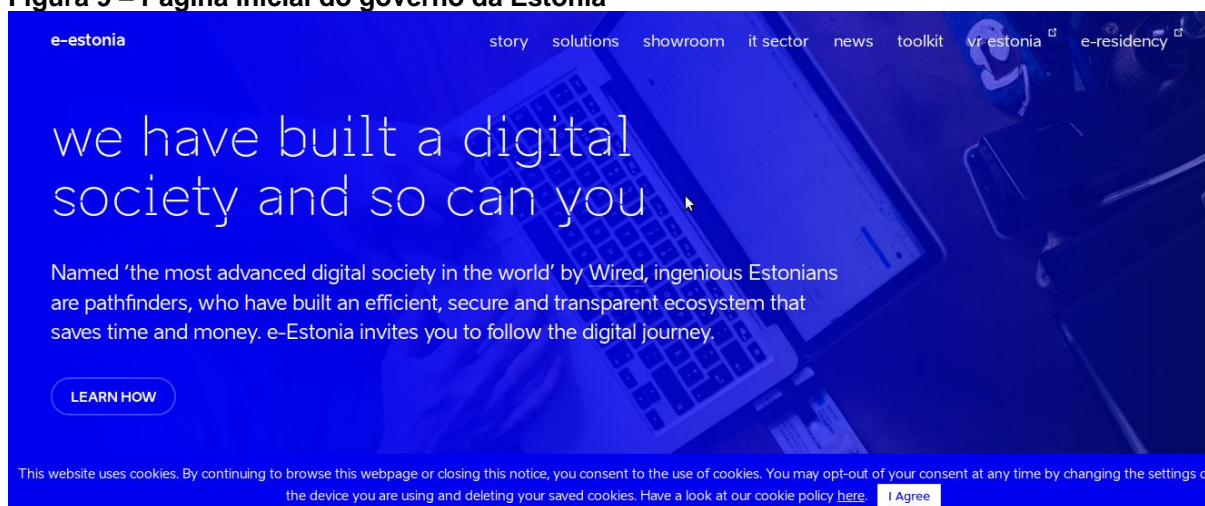 Figura 9 – Página inicial do governo da Estônia
e-estonia
story solutions showroom it sector news toolkit vr estonia e-residency
we have built a digital
society and so can you
Named ‘the most advanced digital society in the world’ by Wired, ingenious Estonians
are pathfinders, who have built an efficient, secure and transparent ecosystem that
saves time and money. e-Estonia invites you to follow the digital journey.
LEARN HOW
This website uses cookies. By continuing to browse this webpage or closing this notice, you consent to the use of cookies. You may opt-out of your consent at any time by changing the settings
the device you are using and deleting your saved cookies. Have a look at our cookie policy here. I Agree